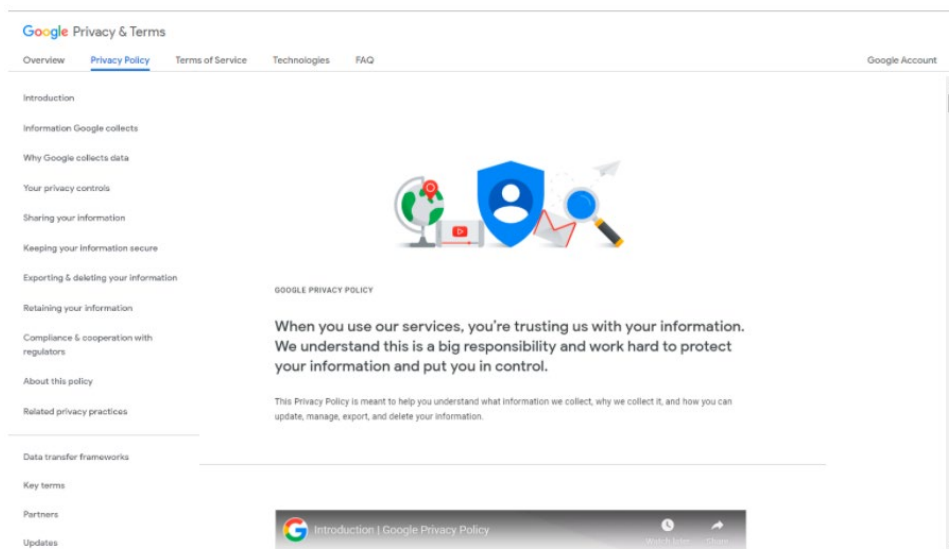 Google Privacy & Terms
Overview Privacy Policy Terms of Service Technologies FAQ Google Account
Introduction
Information Google collects
Why Google collects data
Your privacy controls
Sharing your information
Keeping your information secure
Exporting & deleting your information
Retaining your information
Compliance & cooperation with
regulators
About this policy
Related privacy practices
Data transfer frameworks
Key terms
Partners
Updates
GOOGLE PRIVACY POLICY
When you use our services, you're trusting us with your information.
We understand this is a big responsibility and work hard to protect
your information and put you in control.
This Privacy Policy is meant to help you understand what information we collect, why we collect it, and how you can
update, manage, export, and delete your information.
Introduction | Google Privacy Policy
Watch later Share